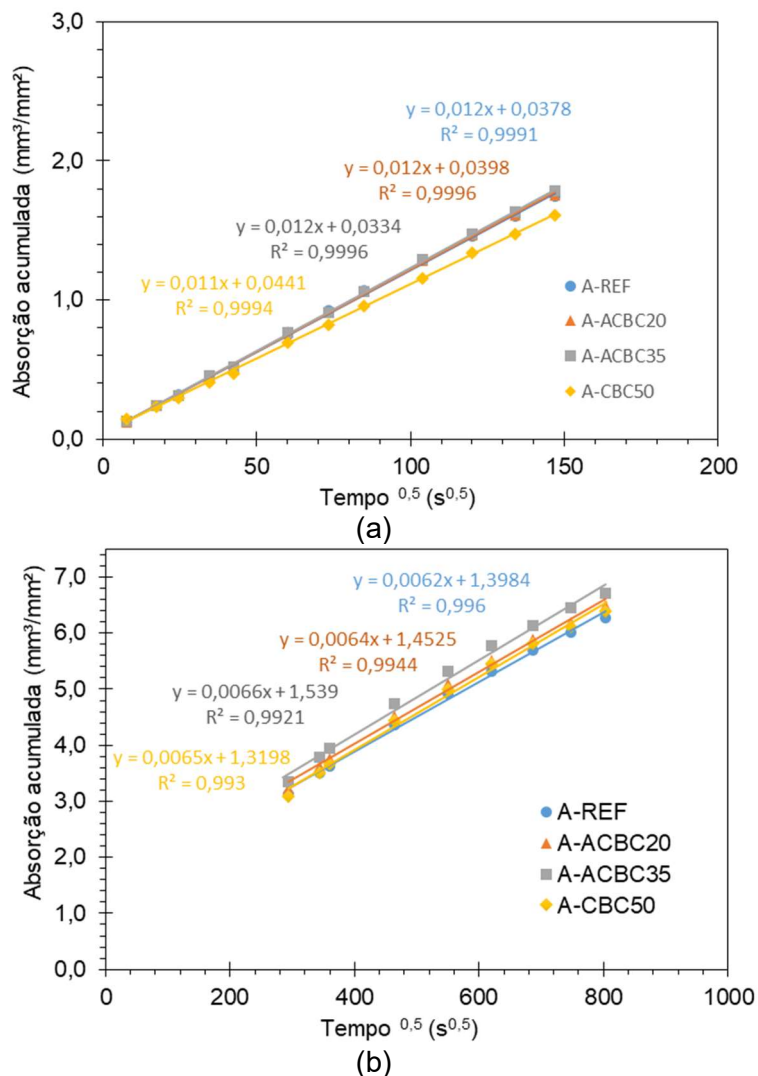 3,0
2,0
1,0
0,0
Absorção acumulada (mm³/mm²)
y = 0,012x + 0,0378
R² = 0,9991
y = 0,012x + 0,0398
R² = 0,9996
y = 0,012x + 0,0334
R² = 0,9996
y = 0,011x + 0,0441
R² = 0,9994
A-REF
A-ACBC20
A-ACBC35
A-CBC50
0 50 100 150 200
Tempo ⁰,⁵ (s⁰,⁵)
(a)
7,0
6,0
5,0
4,0
3,0
2,0
1,0
0,0
Absorção acumulada (mm³/mm²)
y = 0,0062x + 1,3984
R² = 0,996
y = 0,0064x + 1,4525
R² = 0,9944
y = 0,0066x + 1,539
R² = 0,9921
y = 0,0065x + 1,3198
R² = 0,993
A-REF
A-ACBC20
A-ACBC35
A-CBC50
0 200 400 600 800 1000
Tempo ⁰,⁵ (s⁰,⁵)
(b)